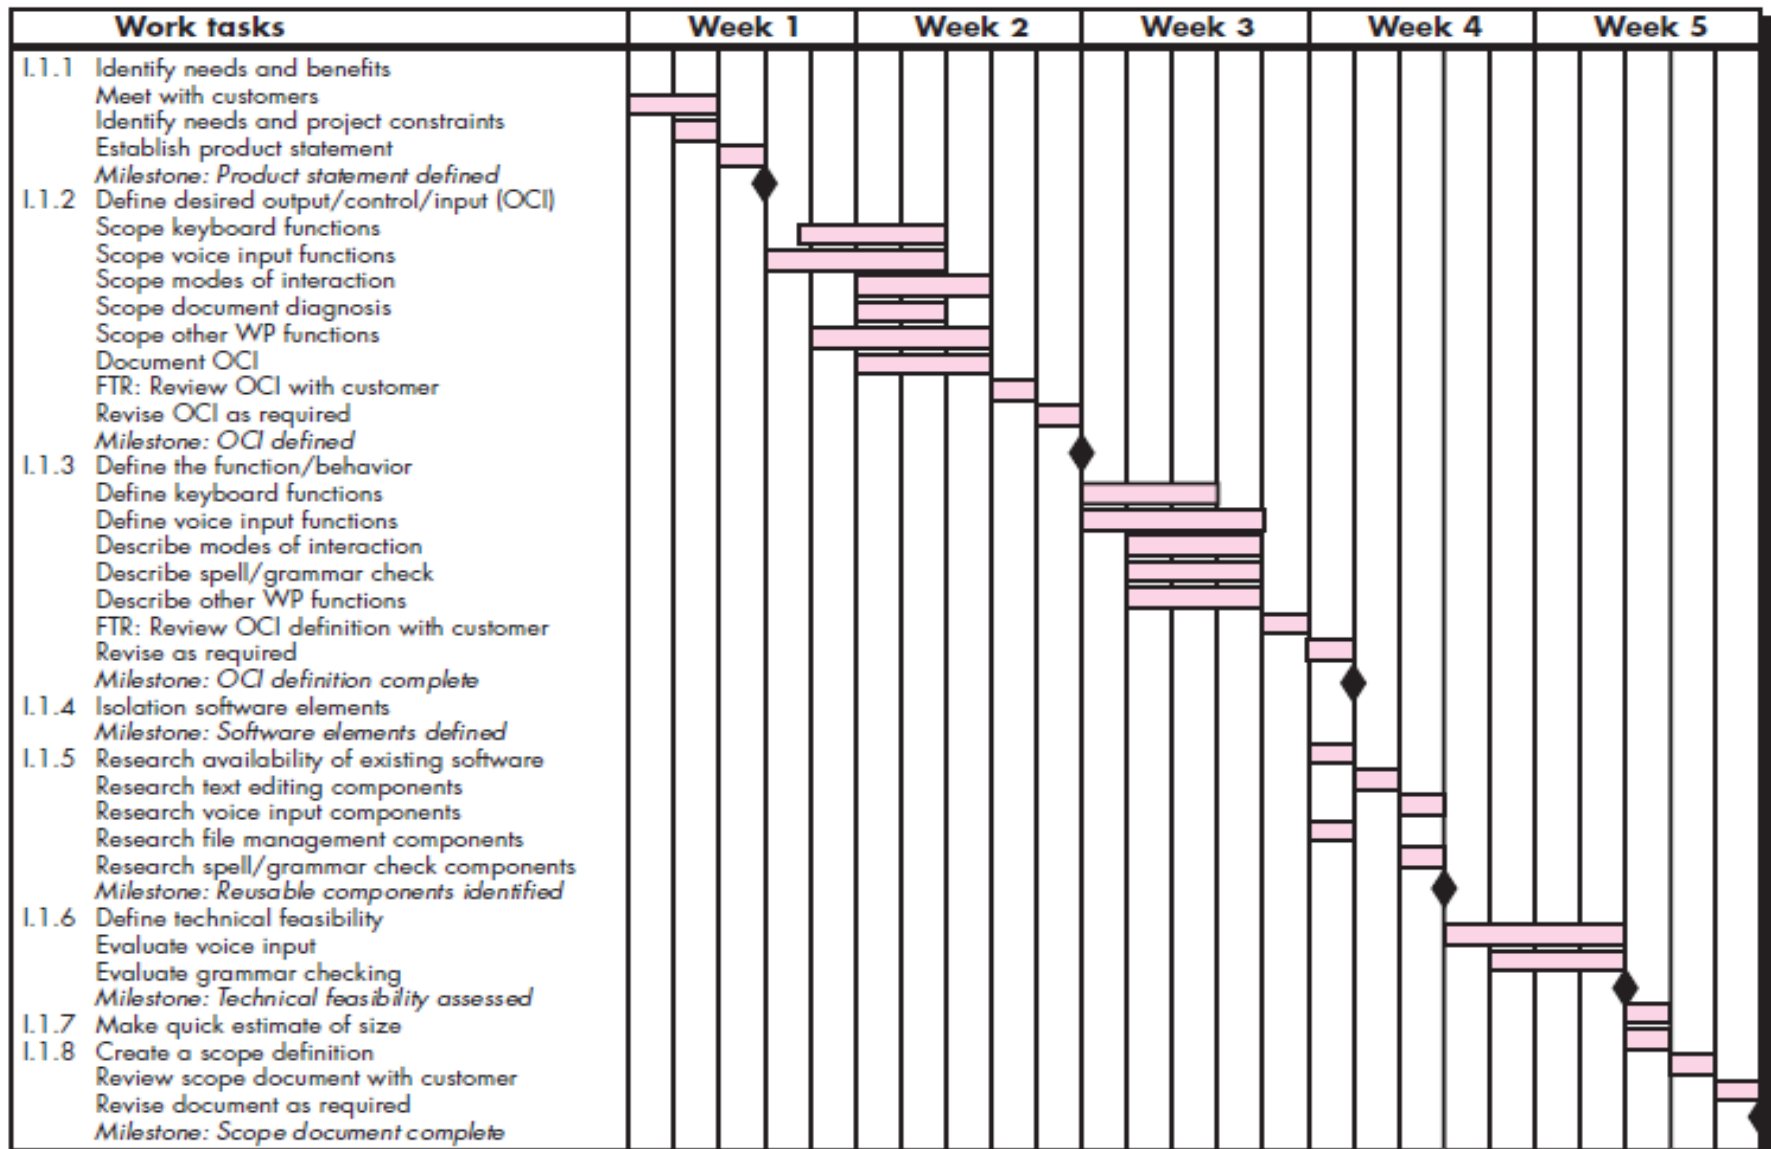 Work tasks Week 1 Week 2 Week 3 Week 4 Week 5
I.1.1 Identify needs and benefits
Meet with customers
Identify needs and project constraints
Establish product statement
Milestone: Product statement defined
I.1.2 Define desired output/control/input (OCI)
Scope keyboard functions
Scope voice input functions
Scope modes of interaction
Scope document diagnosis
Scope other WP functions
Document OCI
FTR: Review OCI with customer
Revise OCI as required
Milestone: OCI defined
I.1.3 Define the function/behavior
Define keyboard functions
Define voice input functions
Describe modes of interaction
Describe spell/grammar check
Describe other WP functions
FTR: Review OCI definition with customer
Revise as required
Milestone: OCI definition complete
I.1.4 Isolation software elements
Milestone: Software elements defined
I.1.5 Research availability of existing software
Research text editing components
Research voice input components
Research file management components
Research spell/grammar check components
Milestone: Reusable components identified
I.1.6 Define technical feasibility
Evaluate voice input
Evaluate grammar checking
Milestone: Technical feasibility assessed
I.1.7 Make quick estimate of size
I.1.8 Create a scope definition
Review scope document with customer
Revise document as required
Milestone: Scope document complete